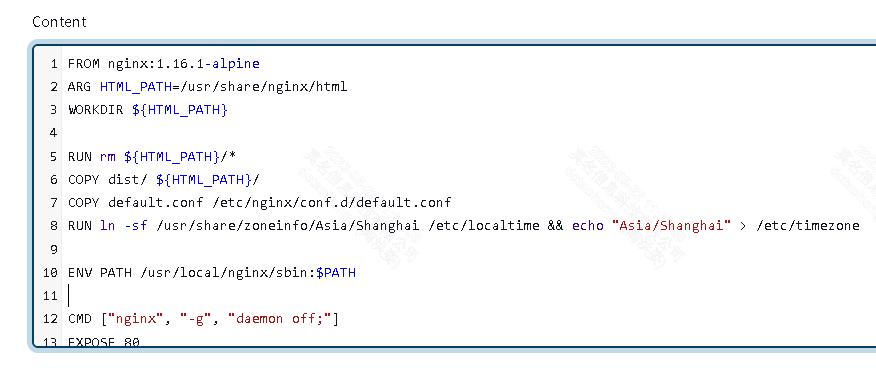 Content
1 FROM nginx:1.16.1-alpine
2 ARG HTML_PATH=/usr/share/nginx/html
3 WORKDIR ${HTML_PATH}
4
5 RUN rm ${HTML_PATH}/*
6 COPY dist/ ${HTML_PATH}/
7 COPY default.conf /etc/nginx/conf.d/default.conf
8 RUN ln -sf /usr/share/zoneinfo/Asia/Shanghai /etc/localtime && echo "Asia/Shanghai" > /etc/timezone
9
10 ENV PATH /usr/local/nginx/sbin:$PATH
11
12 CMD ["nginx", "-g", "daemon off;"]
13 EXPOSE 80